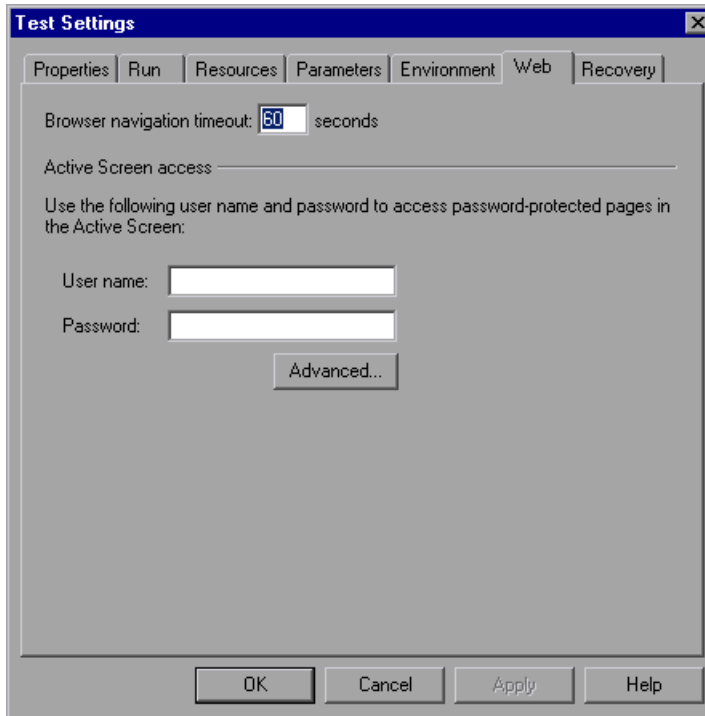 Test Settings
Properties Run Resources Parameters Environment Web Recovery
Browser navigation timeout: 60 seconds
Active Screen access
Use the following user name and password to access password-protected pages in
the Active Screen:
User name:
Password:
Advanced...
OK Cancel Apply Help